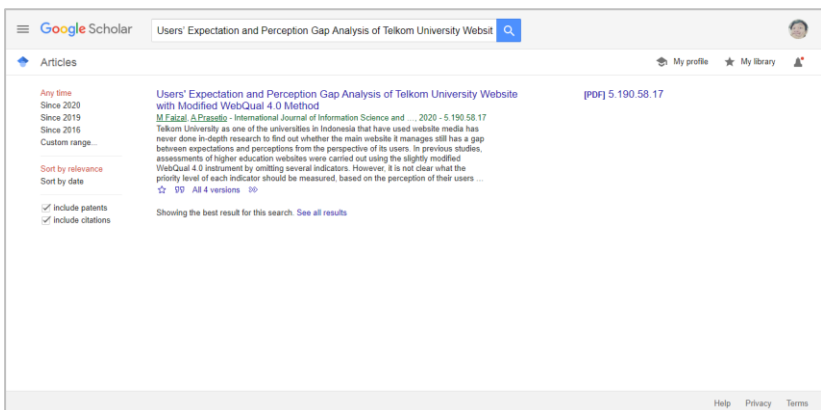 Google Scholar
Users' Expectation and Perception Gap Analysis of Telkom University Websit
Articles
My profile
My library
Any time
Since 2020
Since 2019
Since 2016
Custom range...
Sort by relevance
Sort by date
include patents
include citations
Users' Expectation and Perception Gap Analysis of Telkom University Website
with Modified WebQual 4.0 Method
M Faizal, A Prasetio - International Journal of Information Science and …, 2020 - 5.190.58.17
Telkom University as one of the universities in Indonesia that have used website media has
never done in-depth research to find out whether the main website it manages still has a gap
between expectations and perceptions from the perspective of its users. In previous studies,
assessments of higher education websites were carried out using the slightly modified
WebQual 4.0 instrument by omitting several indicators. However, it is not clear what the
priority level of each indicator should be measured, based on the perception of their users …
All 4 versions
[PDF] 5.190.58.17
Showing the best result for this search. See all results
Help Privacy Terms